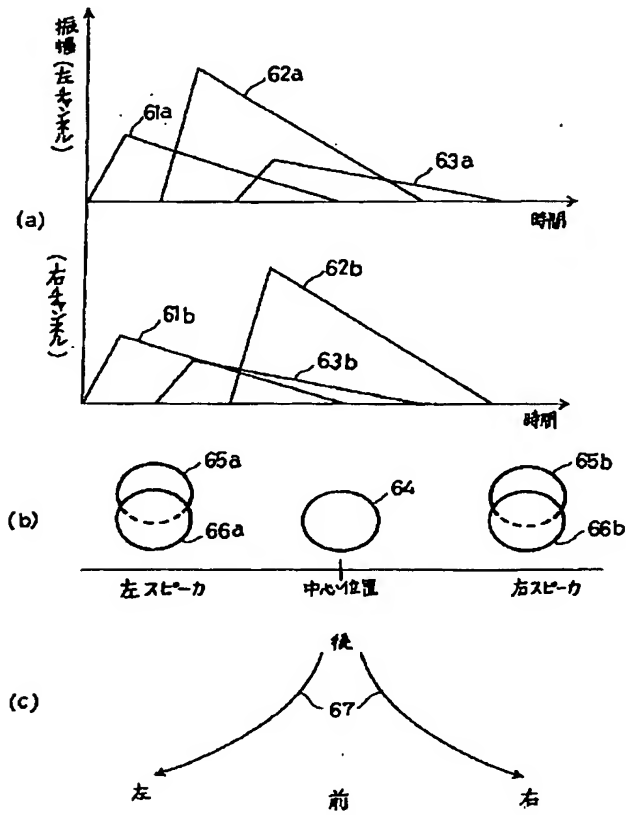 振幅(左チャンネル)
62a
61a
63a
時間
(a)
(右チャンネル)
62b
61b
63b
時間
65a
65b
64
(b)
66a
66b
左スピーカ
中心位置
右スピーカ
後
(c)
67
左
前
右